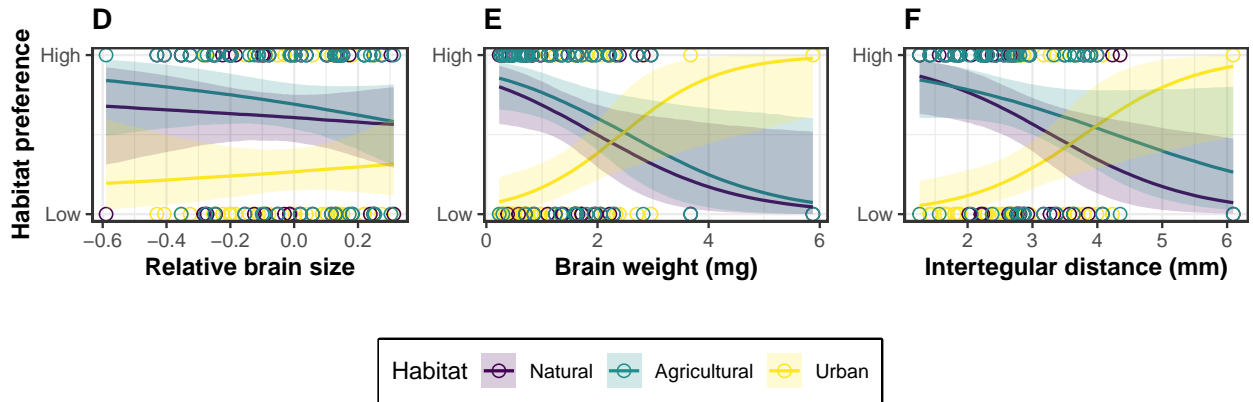 D E F
Habitat preference
High High High
Low Low Low
−0.6 −0.4 −0.2 0.0 0.2 0 2 4 6 2 3 4 5 6
Relative brain size Brain weight (mg) Intertegular distance (mm)
Habitat Natural Agricultural Urban